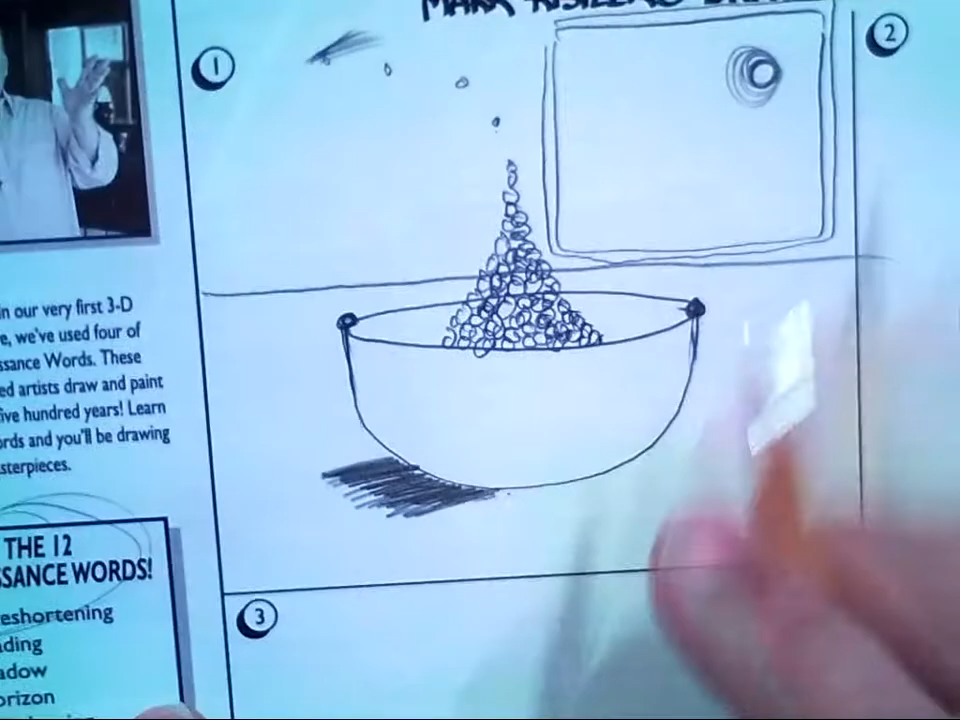 MARK
1
2
in our very first 3-D
e, we've used four of
ssance Words. These
ed artists draw and paint
five hundred years! Learn
ords and you'll be drawing
sterpieces.
THE 12
SSANCE WORDS!
eshortening
ding
adow
orizon
3